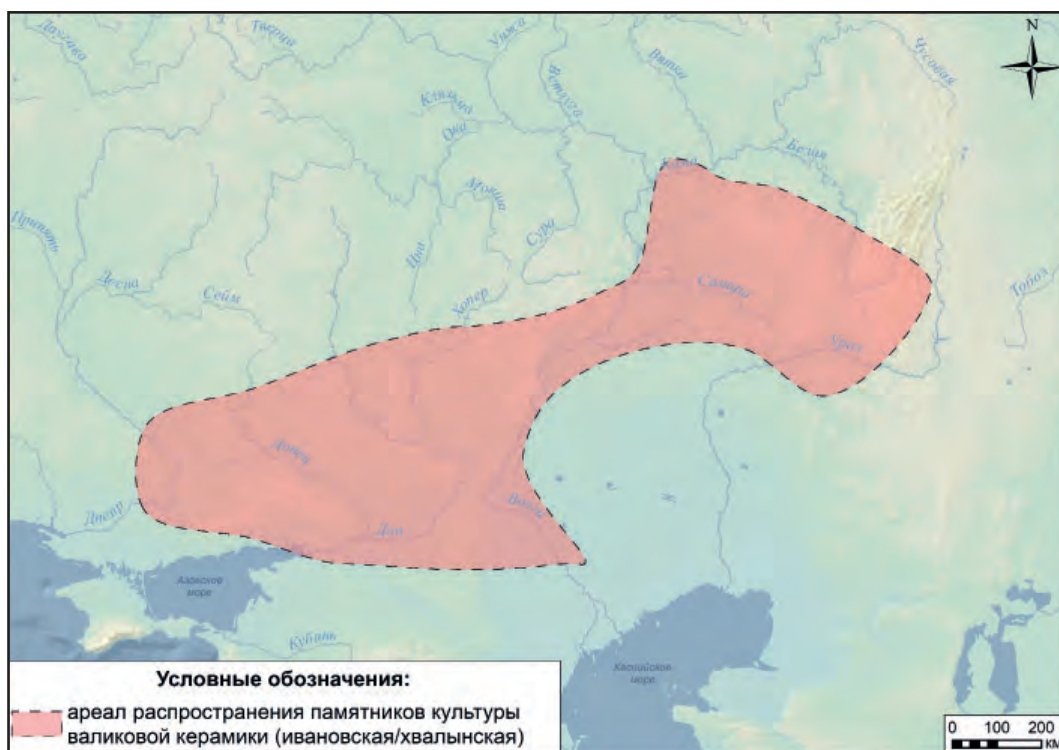 N
Даугава
Тверца
Унжа
Ветлуга
Вятка
Чусовая
Клязьма
Ока
Белая
Мокша
Цна
Сура
Припять
Десна
Сейм
Хопер
Самара
Тобол
Урал
Донец
Волга
Днепр
Дон
Азовское
море
Кубань
Каспийское
море
Условные обозначения:
ареал распространения памятников культуры
валиковой керамики (ивановская/хвалынская)
0 100 200